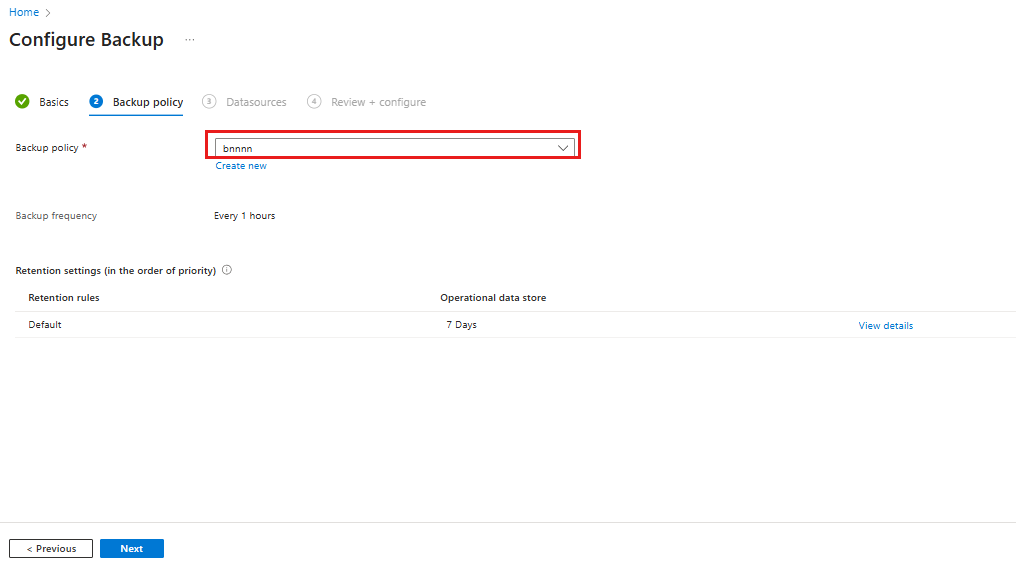 Home
Configure Backup ...
Basics 2 Backup policy 3 Datasources 4 Review + configure
Backup policy * bnnnn
Create new
Backup frequency Every 1 hours
Retention settings (in the order of priority)
Retention rules Operational data store
Default 7 Days View details
< Previous Next